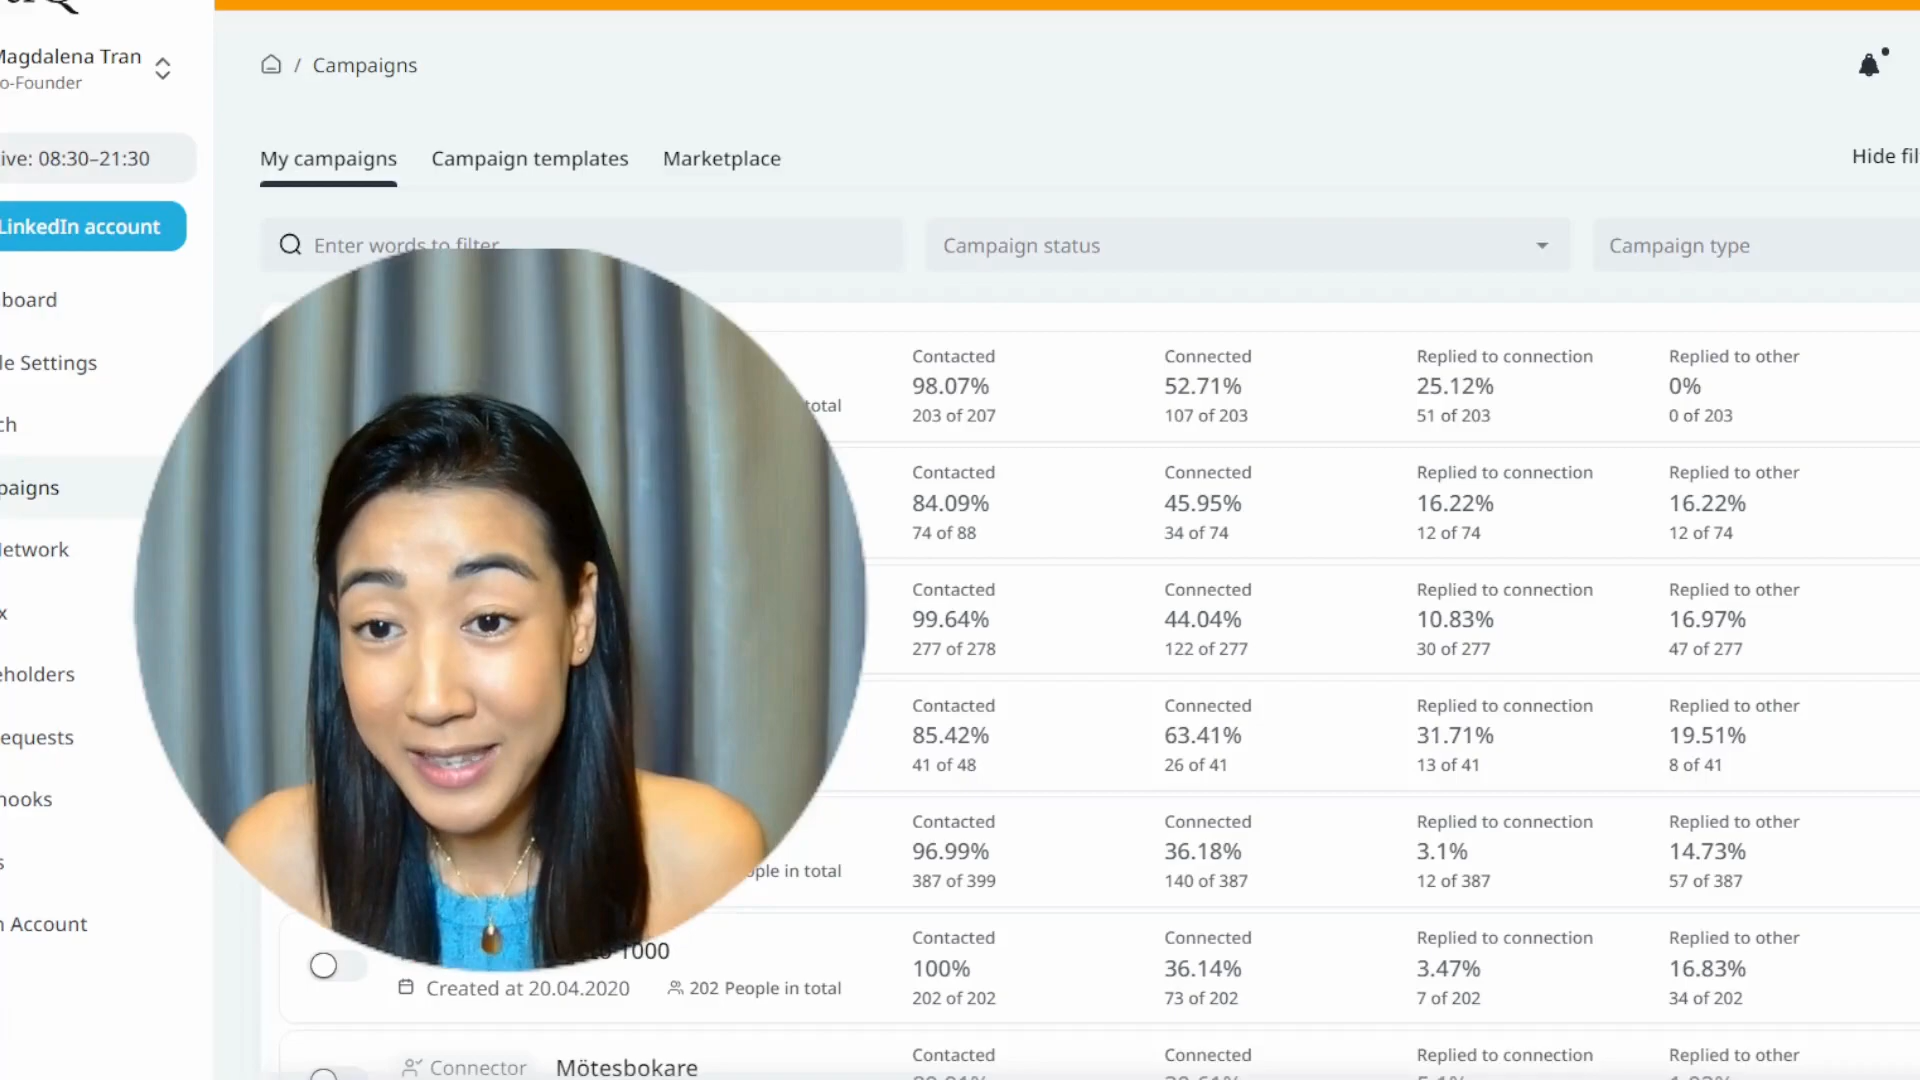 Magdalena Tran
o-Founder
ive: 08:30–21:30
LinkedIn account
board
le Settings
ch
paigns
Network
x
eholders
equests
hooks
s
n Account
/ Campaigns
My campaigns Campaign templates Marketplace
Hide fil
Enter words to filter
Campaign status
Campaign type
Contacted Connected Replied to connection Replied to other
98.07% 52.71% 25.12% 0%
total
203 of 207 107 of 203 51 of 203 0 of 203
Contacted Connected Replied to connection Replied to other
84.09% 45.95% 16.22% 16.22%
74 of 88 34 of 74 12 of 74 12 of 74
Contacted Connected Replied to connection Replied to other
99.64% 44.04% 10.83% 16.97%
277 of 278 122 of 277 30 of 277 47 of 277
Contacted Connected Replied to connection Replied to other
85.42% 63.41% 31.71% 19.51%
41 of 48 26 of 41 13 of 41 8 of 41
Contacted Connected Replied to connection Replied to other
96.99% 36.18% 3.1% 14.73%
ople in total
387 of 399 140 of 387 12 of 387 57 of 387
1000
Contacted Connected Replied to connection Replied to other
100% 36.14% 3.47% 16.83%
Created at 20.04.2020 202 People in total
202 of 202 73 of 202 7 of 202 34 of 202
Connector Mötesbokare
Contacted Connected Replied to connection Replied to other